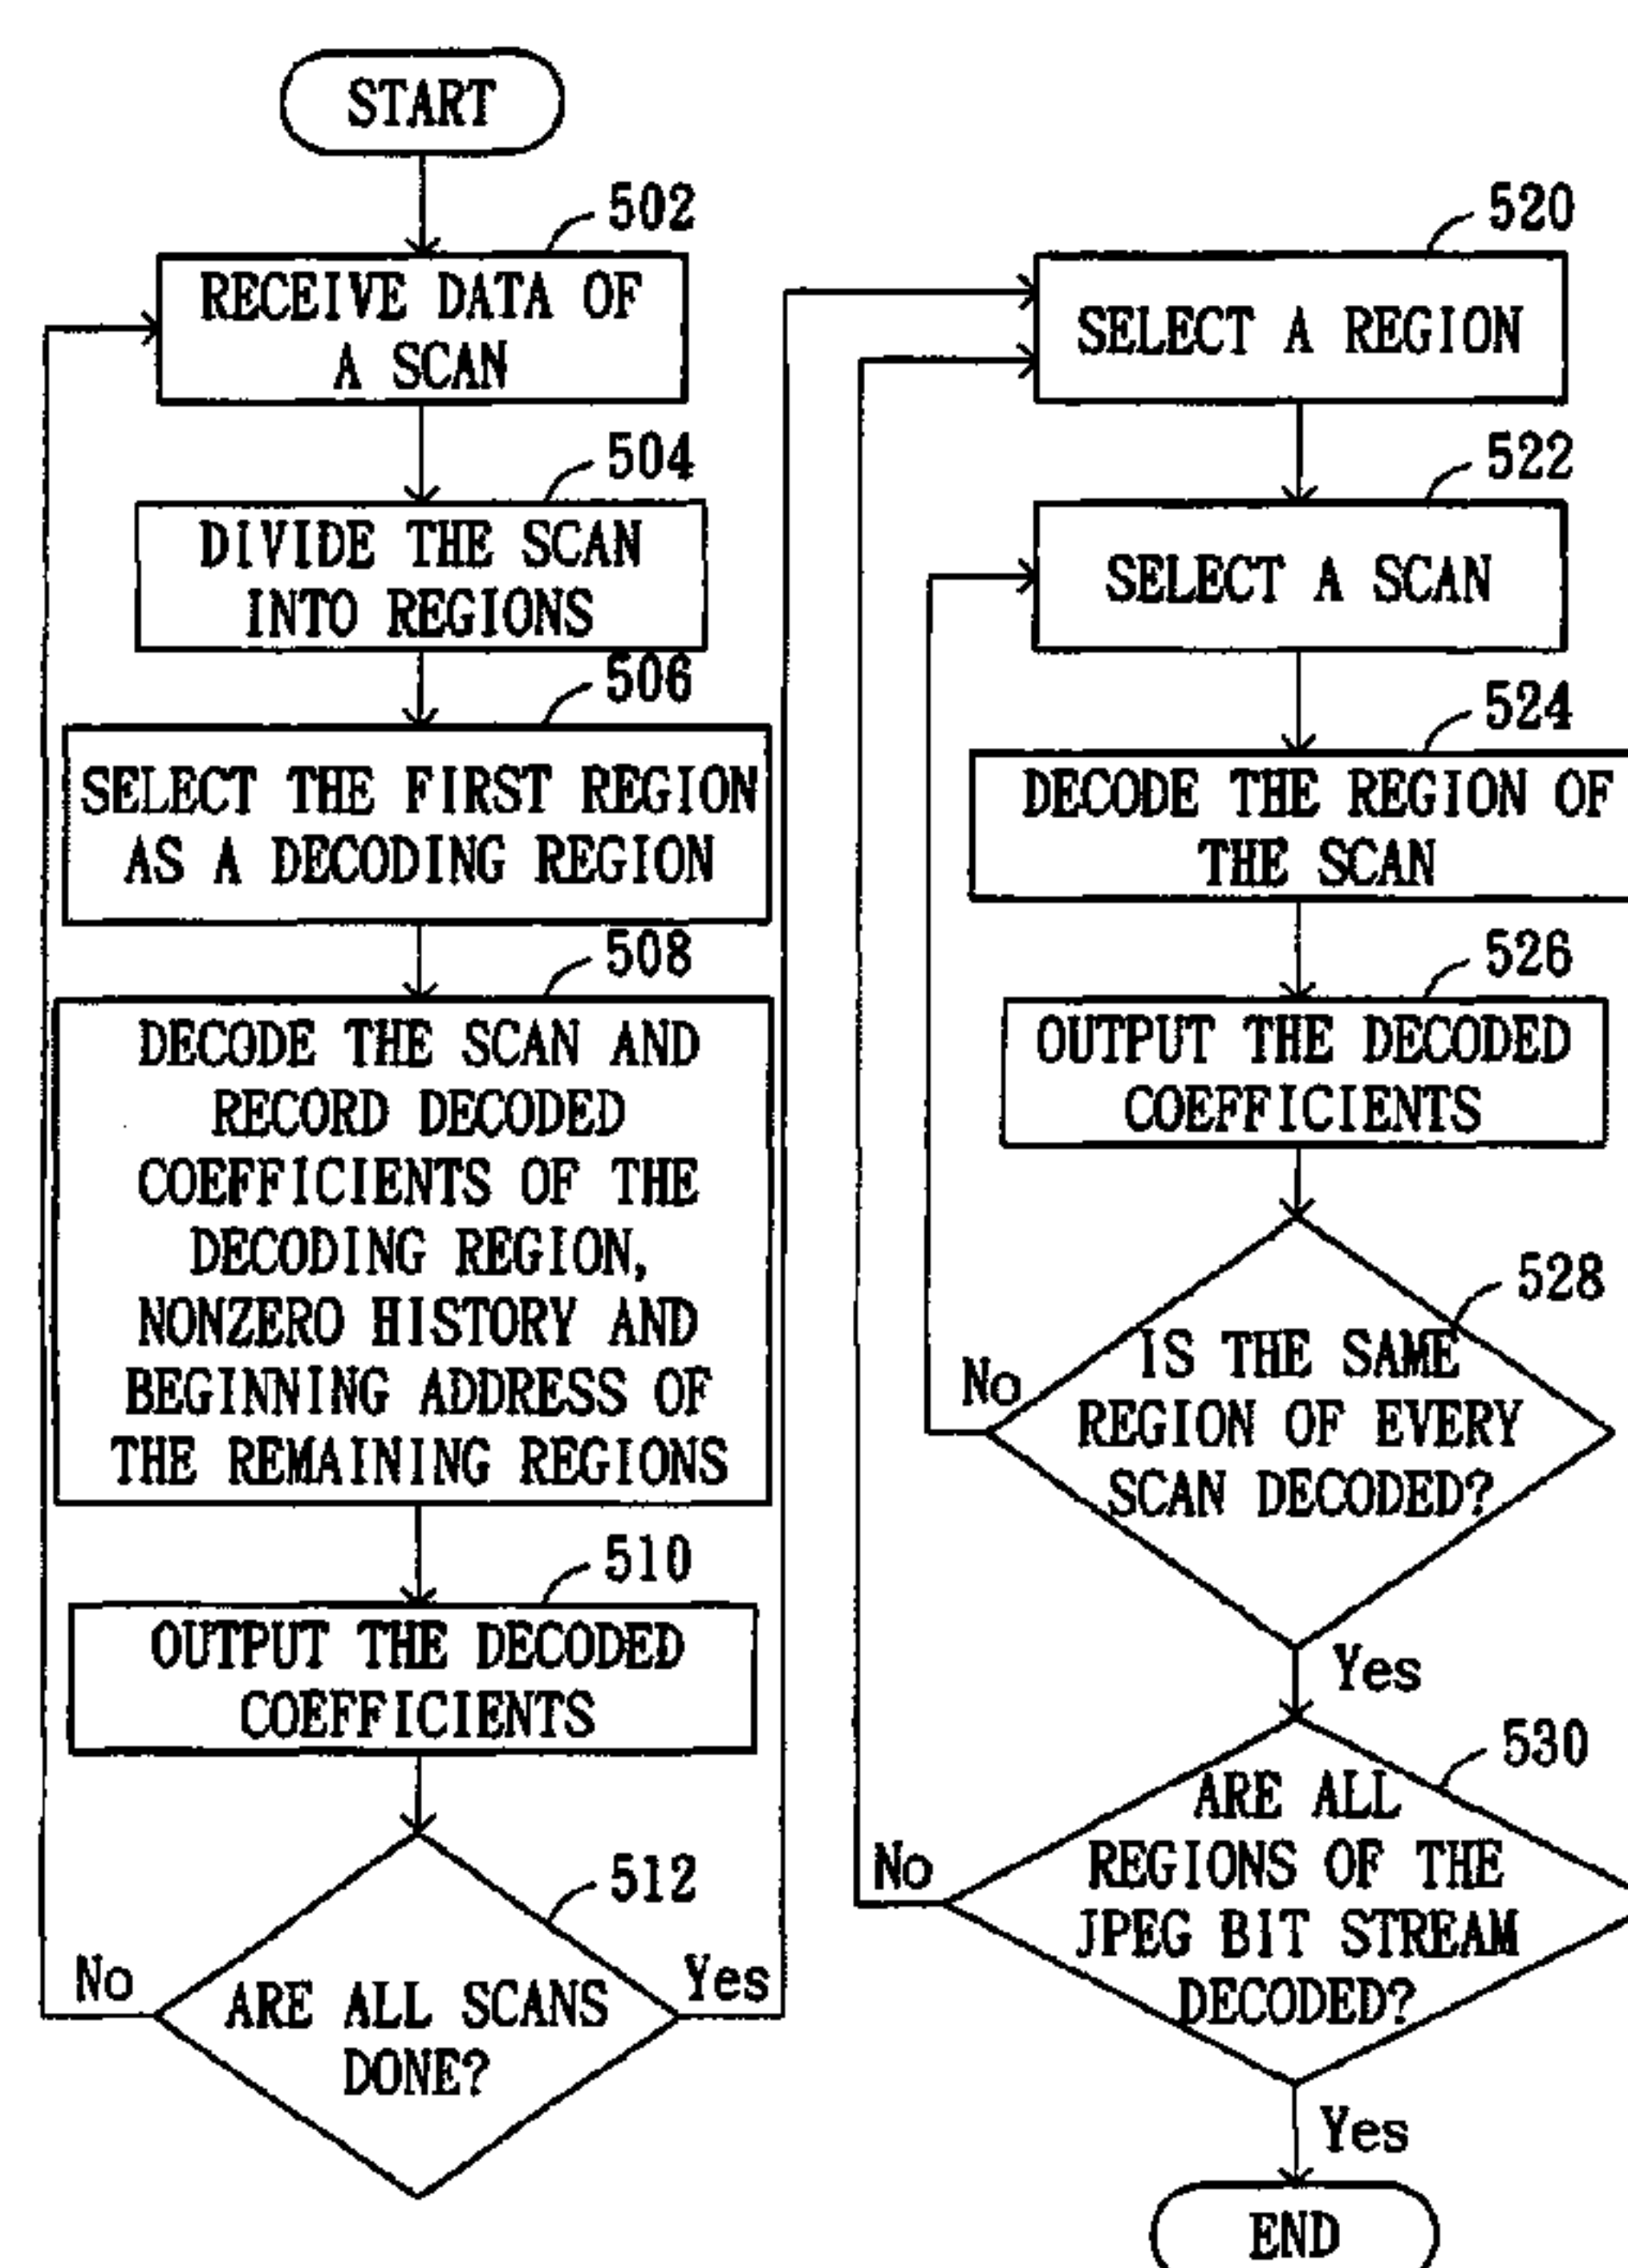 START
502
RECEIVE DATA OF
A SCAN
504
DIVIDE THE SCAN
INTO REGIONS
506
SELECT THE FIRST REGION
AS A DECODING REGION
508
DECODE THE SCAN AND
RECORD DECODED
COEFFICIENTS OF THE
DECODING REGION,
NONZERO HISTORY AND
BEGINNING ADDRESS OF
THE REMAINING REGIONS
510
OUTPUT THE DECODED
COEFFICIENTS
512
No
Yes
ARE ALL SCANS
DONE?
520
SELECT A REGION
522
SELECT A SCAN
524
DECODE THE REGION OF
THE SCAN
526
OUTPUT THE DECODED
COEFFICIENTS
528
No
IS THE SAME
REGION OF EVERY
SCAN DECODED?
Yes
530
No
ARE ALL
REGIONS OF THE
JPEG BIT STREAM
DECODED?
Yes
END